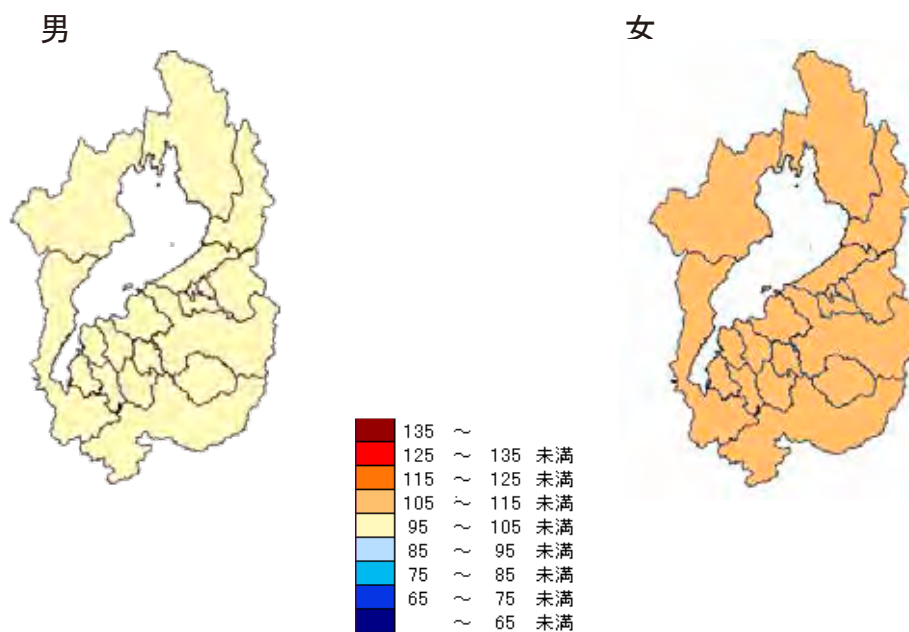 男
女
135 ～
125 ～ 135 未満
115 ～ 125 未満
105 ～ 115 未満
95 ～ 105 未満
85 ～ 95 未満
75 ～ 85 未満
65 ～ 75 未満
～ 65 未満